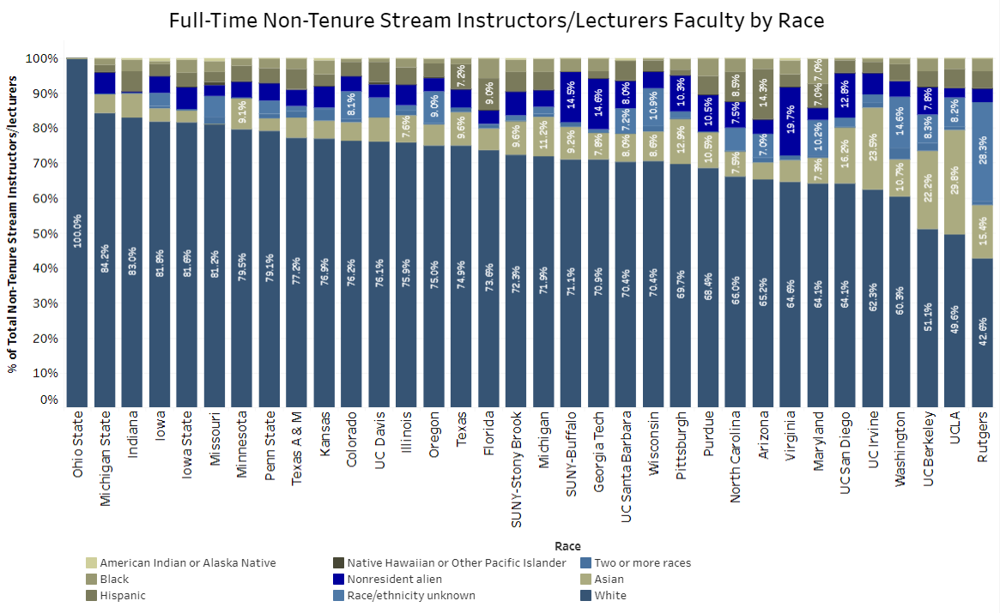 Full-Time Non-Tenure Stream Instructors/Lecturers Faculty by Race
% of Total Non-Tenure Stream Instructors/lecturers
100%
90%
80%
70%
60%
50%
40%
30%
20%
10%
0%
100.0%
84.2%
83.0%
81.8%
81.6%
81.2%
79.5%
9.1%
79.1%
77.2%
76.9%
76.2%
8.1%
76.1%
75.9%
7.6%
75.0%
9.0%
74.9%
9.6%
7.2%
73.6%
9.0%
72.3%
9.6%
71.9%
11.2%
71.1%
9.2%
14.5%
70.9%
7.8%
14.6%
70.4%
8.0%
7.2%
8.0%
70.4%
8.6%
10.9%
69.7%
12.9%
10.3%
68.4%
10.5%
10.5%
66.0%
7.5%
7.5%
8.5%
65.2%
7.0%
14.3%
64.6%
19.7%
64.1%
7.3%
10.2%
7.0%
7.0%
64.1%
16.2%
12.8%
62.3%
23.5%
60.3%
10.7%
14.6%
51.1%
22.2%
8.3%
7.8%
49.6%
29.8%
8.2%
42.6%
15.4%
28.3%
Ohio State
Michigan State
Indiana
Iowa
Iowa State
Missouri
Minnesota
Penn State
Texas A & M
Kansas
Colorado
UC Davis
Illinois
Oregon
Texas
Florida
SUNY-Stony Brook
Michigan
SUNY-Buffalo
Georgia Tech
UC Santa Barbara
Wisconsin
Pittsburgh
Purdue
North Carolina
Arizona
Virginia
Maryland
UC San Diego
UC Irvine
Washington
UC Berkeley
UCLA
Rutgers
Race
American Indian or Alaska Native
Native Hawaiian or Other Pacific Islander
Two or more races
Black
Nonresident alien
Asian
Hispanic
Race/ethnicity unknown
White